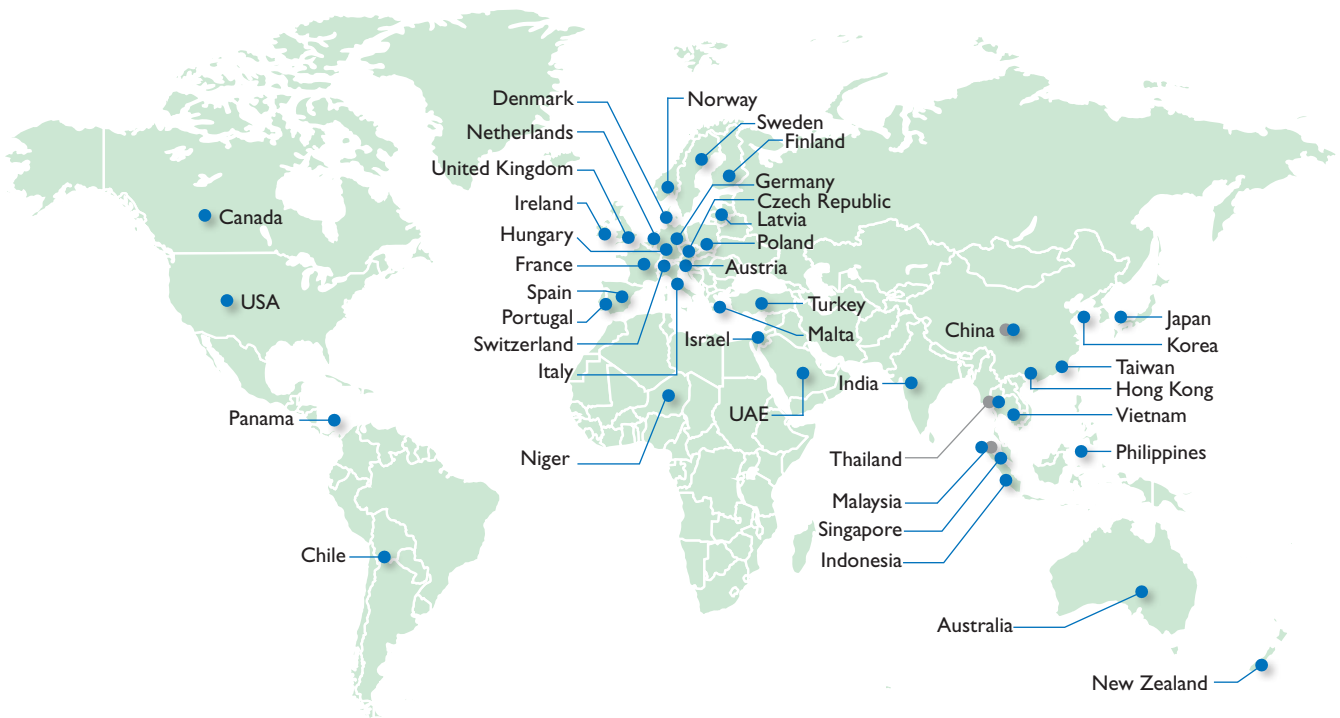 Denmark
Norway
Netherlands
Sweden
Finland
United Kingdom
Germany
Czech Republic
Ireland
Latvia
Canada
Hungary
Poland
France
Austria
Spain
USA
Turkey
Portugal
Malta
China
Japan
Switzerland
Israel
Korea
Italy
Taiwan
India
Hong Kong
UAE
Vietnam
Panama
Niger
Thailand
Philippines
Malaysia
Singapore
Chile
Indonesia
Australia
New Zealand